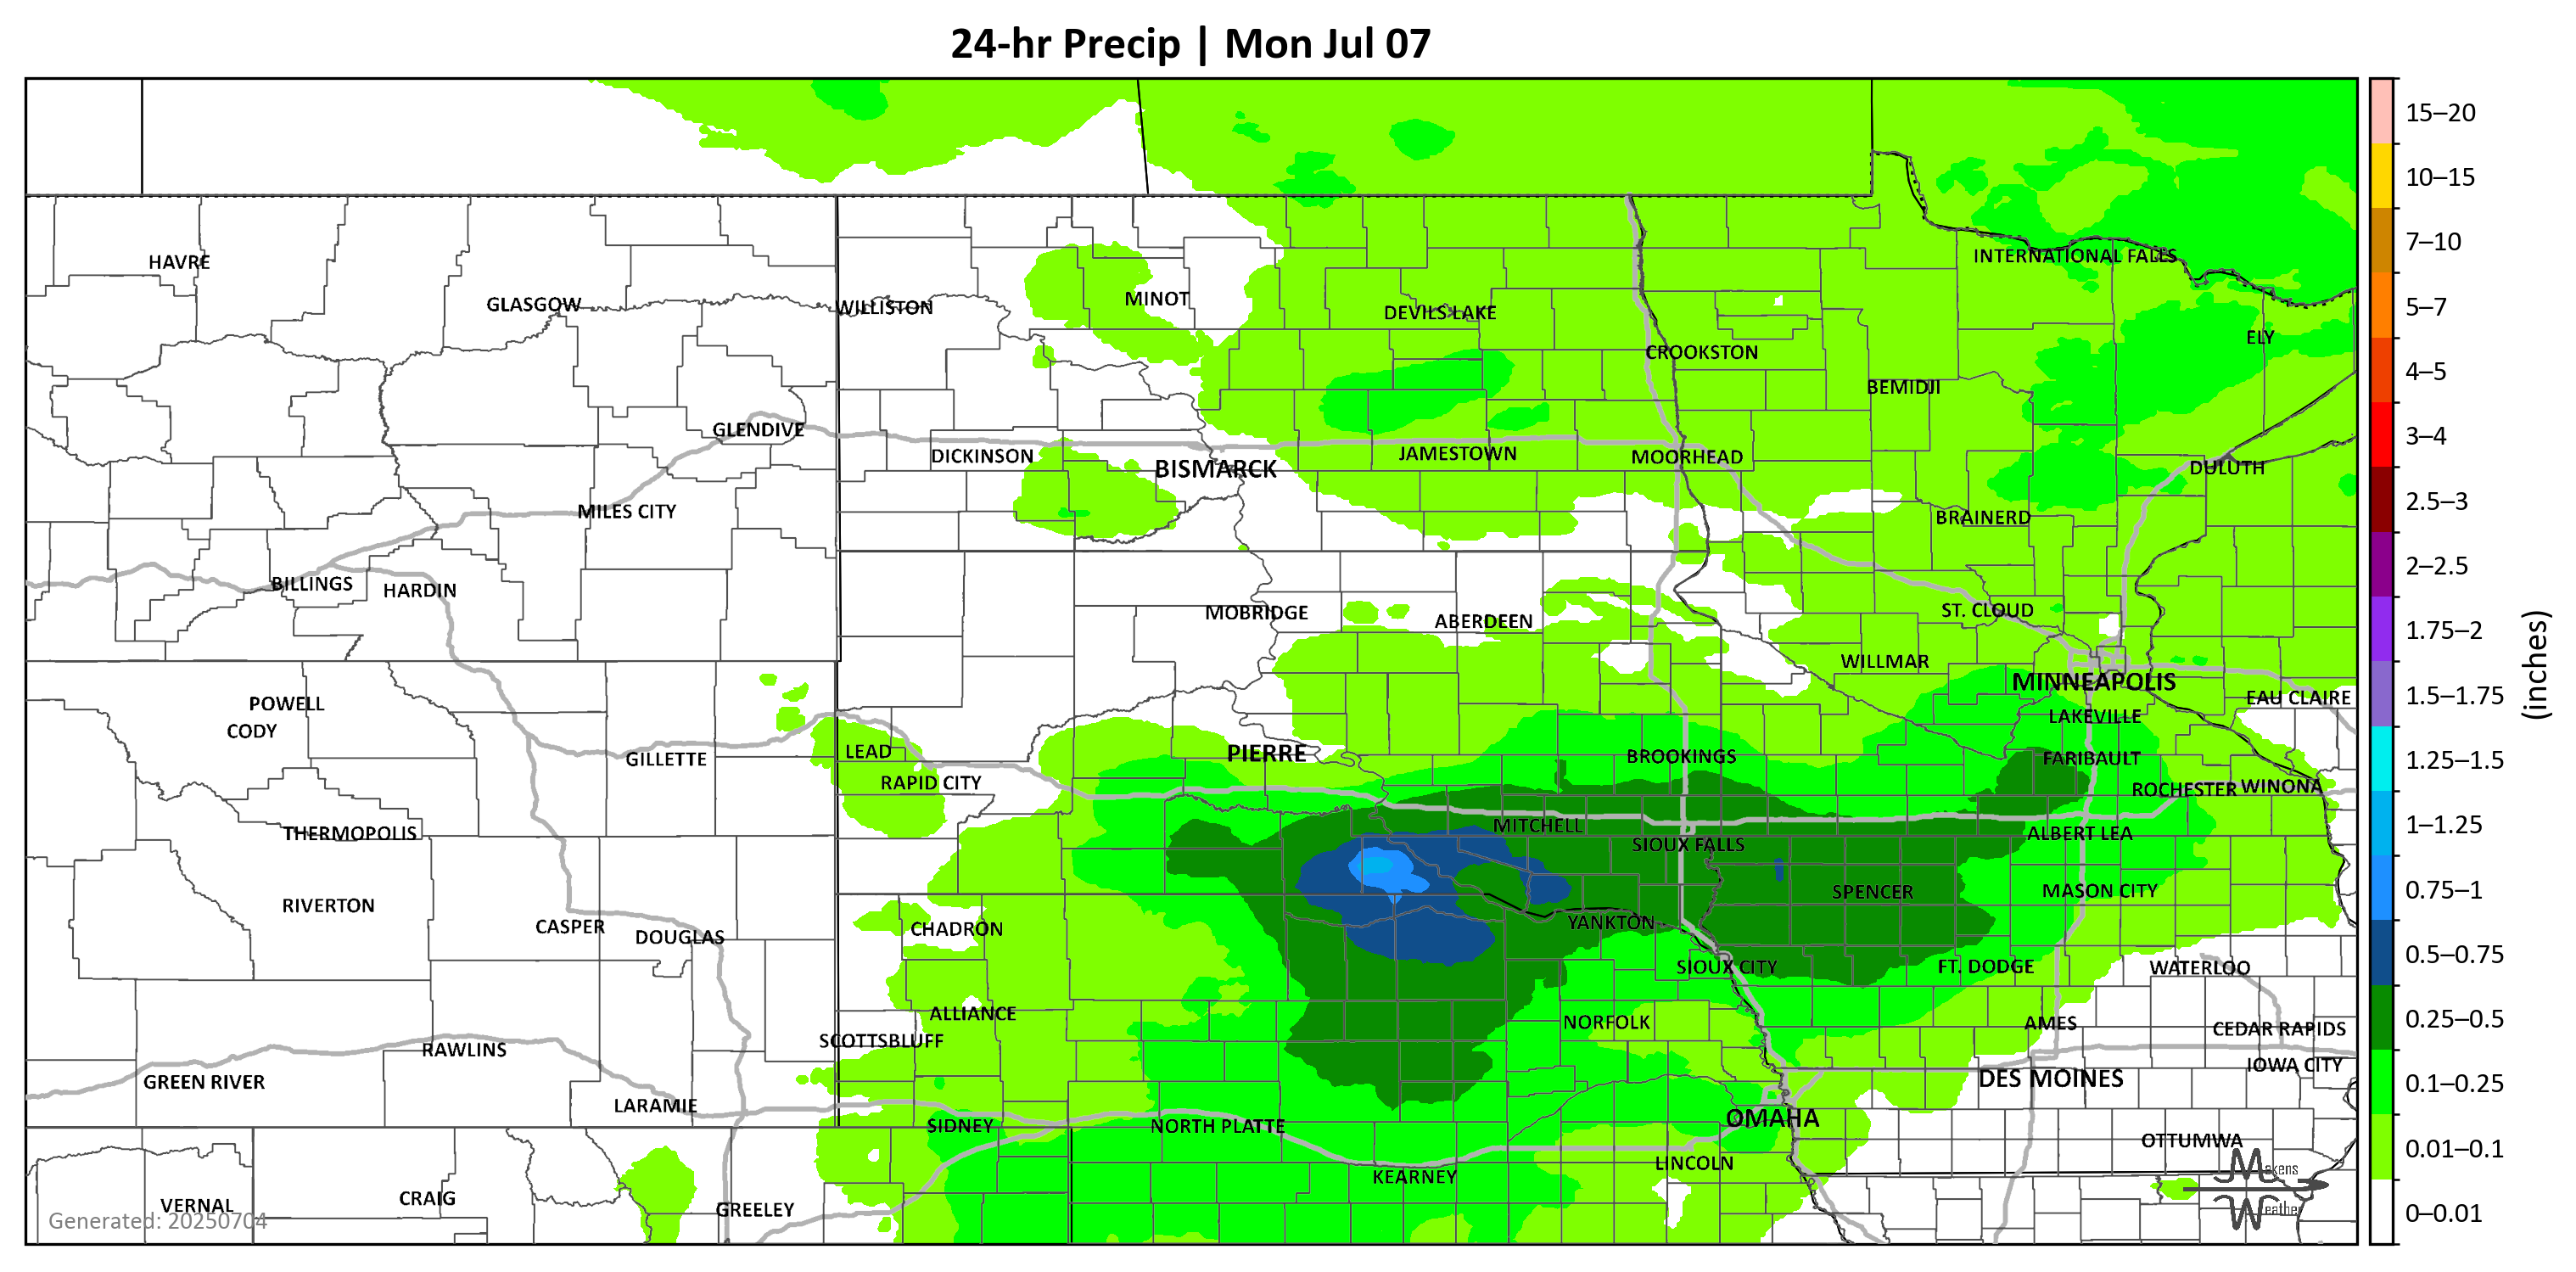 24-hr Precip | Mon Jul 07
15–20
10–15
7–10
5–7
4–5
3–4
2.5–3
2–2.5
1.75–2
1.5–1.75
1.25–1.5
1–1.25
0.75–1
0.5–0.75
0.25–0.5
0.1–0.25
0.01–0.1
0–0.01
(inches)
HAVRE
INTERNATIONAL FALLS
GLASGOW
WILLISTON
MINOT
DEVILS LAKE
ELY
CROOKSTON
BEMIDJI
GLENDIVE
DICKINSON
BISMARCK
JAMESTOWN
MOORHEAD
DULUTH
MILES CITY
BRAINERD
BILLINGS
HARDIN
MOBRIDGE
ABERDEEN
ST. CLOUD
WILLMAR
MINNEAPOLIS
EAU CLAIRE
POWELL
CODY
LAKEVILLE
GILLETTE
LEAD
PIERRE
BROOKINGS
FARIBAULT
RAPID CITY
ROCHESTER
WINONA
THERMOPOLIS
MITCHELL
ALBERT LEA
SIOUX FALLS
RIVERTON
SPENCER
MASON CITY
CASPER
DOUGLAS
CHADRON
YANKTON
SIOUX CITY
FT. DODGE
WATERLOO
ALLIANCE
NORFOLK
AMES
CEDAR RAPIDS
SCOTTSBLUFF
RAWLINS
IOWA CITY
GREEN RIVER
DES MOINES
LARAMIE
SIDNEY
NORTH PLATTE
OMAHA
OTTUMWA
LINCOLN
KEARNEY
VERNAL
CRAIG
GREELEY
Generated: 20250704
Makens
Weather